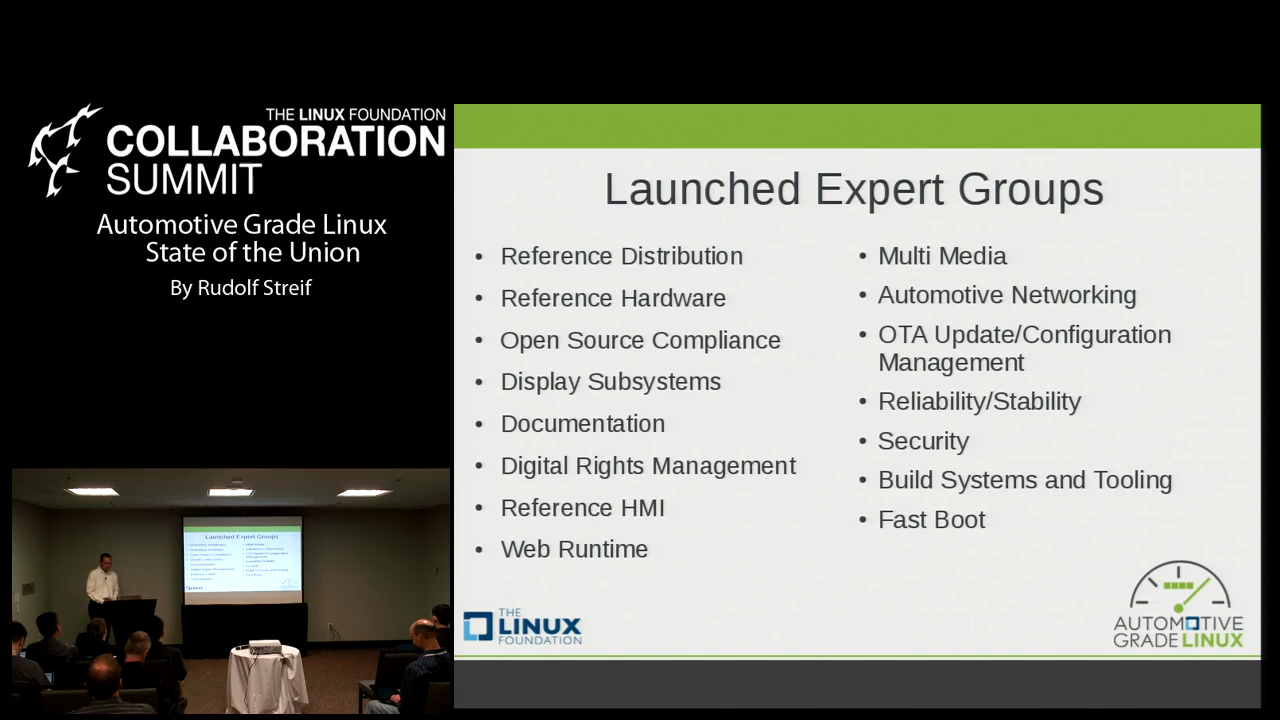 THE LINUX FOUNDATION
COLLABORATION
SUMMIT
Automotive Grade Linux
State of the Union
By Rudolf Streif
Launched Expert Groups
• Reference Distribution
• Reference Hardware
• Open Source Compliance
• Display Subsystems
• Documentation
• Digital Rights Management
• Reference HMI
• Web Runtime
• Multi Media
• Automotive Networking
• OTA Update/Configuration
Management
• Reliability/Stability
• Security
• Build Systems and Tooling
• Fast Boot
THE
LINUX
FOUNDATION
AUTOMOTIVE
GRADE LINUX
Launched Expert Groups